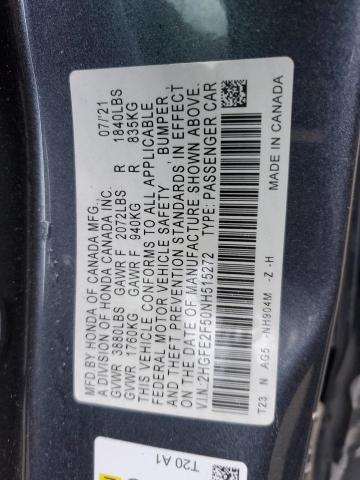 MFD.BY HONDA OF CANADA MFG., 07/'21
A DIVISION OF HONDA CANADA INC.
GVWR 3880LBS GAWR F 2072LBS R 1840LBS
GVWR 1760KG GAWR F 940KG R 835KG
THIS VEHICLE CONFORMS TO ALL APPLICABLE
FEDERAL MOTOR VEHICLE SAFETY, BUMPER,
AND THEFT PREVENTION STANDARDS IN EFFECT
ON THE DATE OF MANUFACTURE SHOWN ABOVE.
V.I.N.:2HGFE2F50NH515272 TYPE: PASSENGER CAR
T23 N AG5 -NH904M -Z -H MADE IN CANADA
T20 A1